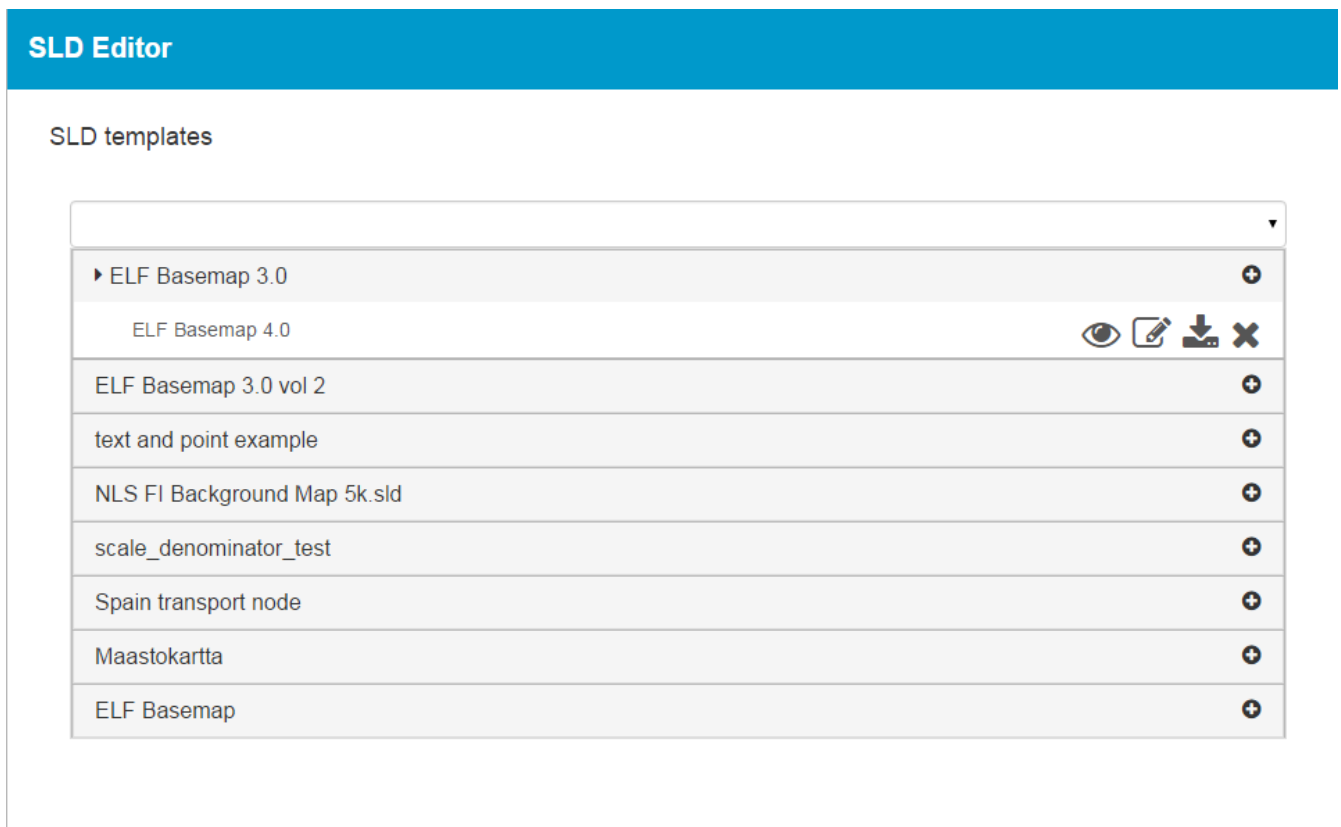 SLD Editor
SLD templates
ELF Basemap 3.0
ELF Basemap 4.0
ELF Basemap 3.0 vol 2
text and point example
NLS FI Background Map 5k.sld
scale_denominator_test
Spain transport node
Maastokartta
ELF Basemap